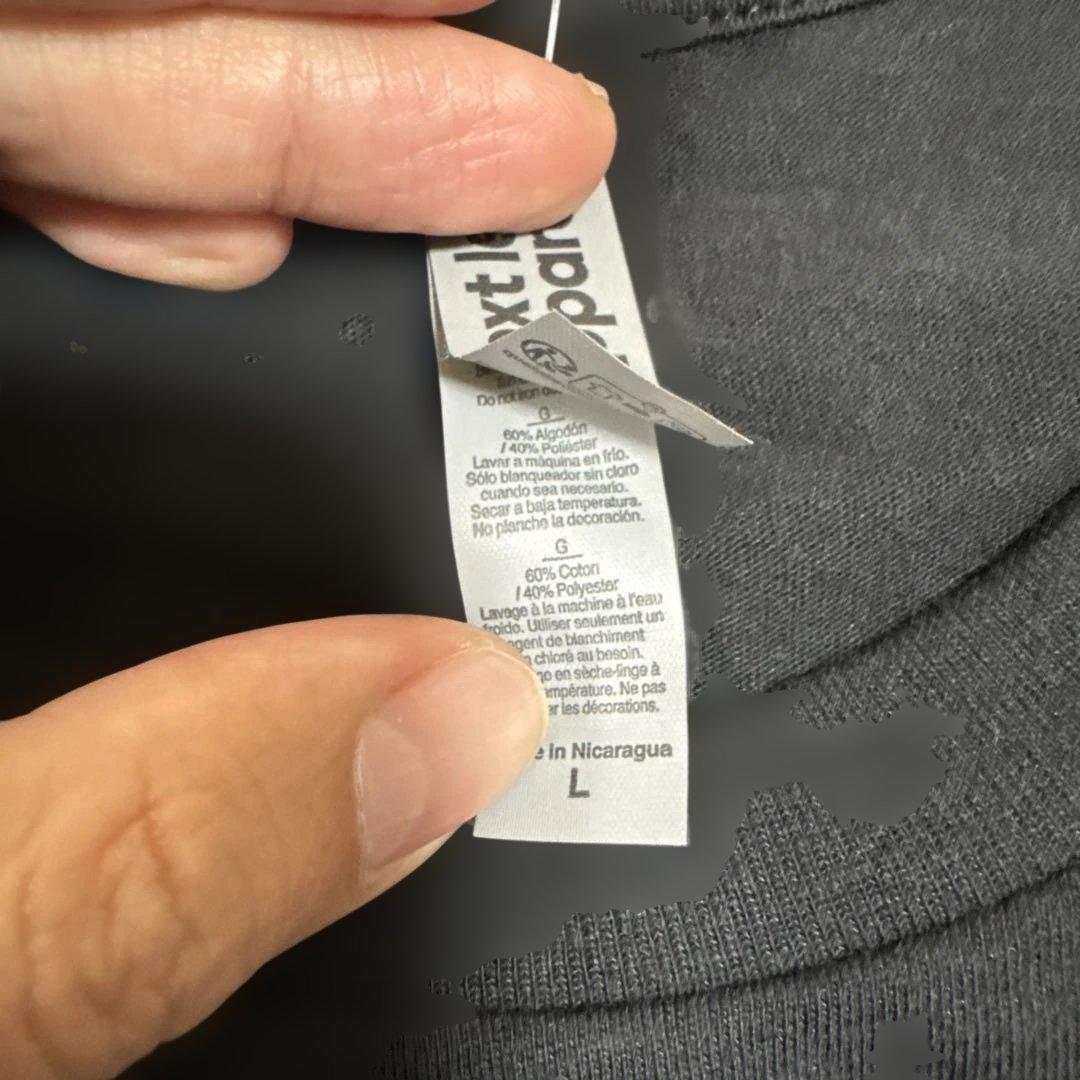 Do not iron
G
60% Algodón
/ 40% Poliéster
Lavar a máquina en frío.
Sólo blanqueador sin cloro
cuando sea necesario.
Secar a baja temperatura.
No planche la decoración.
G
60% Coton
/ 40% Polyester
Lavage à la machine à l'eau
froide. Utiliser seulement un
agent de blanchiment
chloré au besoin.
en sèche-linge à
température. Ne pas
les décorations.
in Nicaragua
L